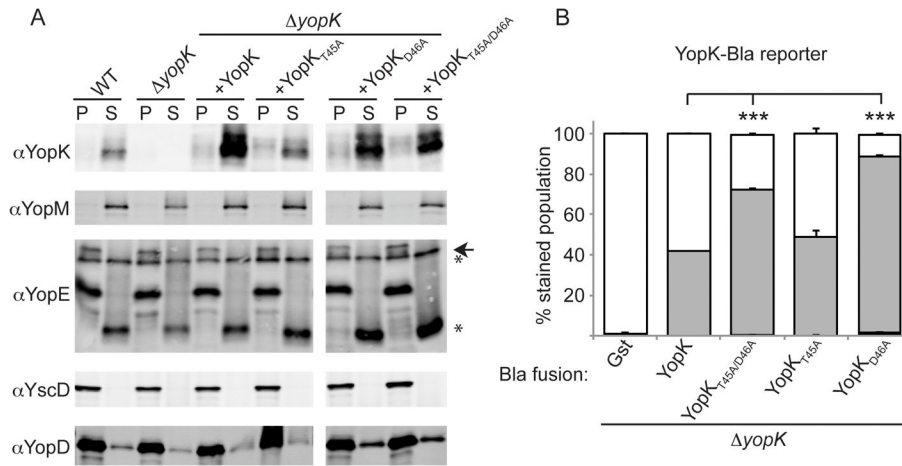 A
ΔyopK
WT ΔyopK +YopK +YopKT45A +YopKD46A +YopKT45A/D46A
P S P S P S P S P S P S
αYopK
αYopM
αYopE
*
*
αYscD
αYopD
B
YopK-Bla reporter
*** ***
% stained population
100
80
60
40
20
Bla fusion:
Gst YopK YopKT45A/D46A YopKT45A YopKD46A
ΔyopK